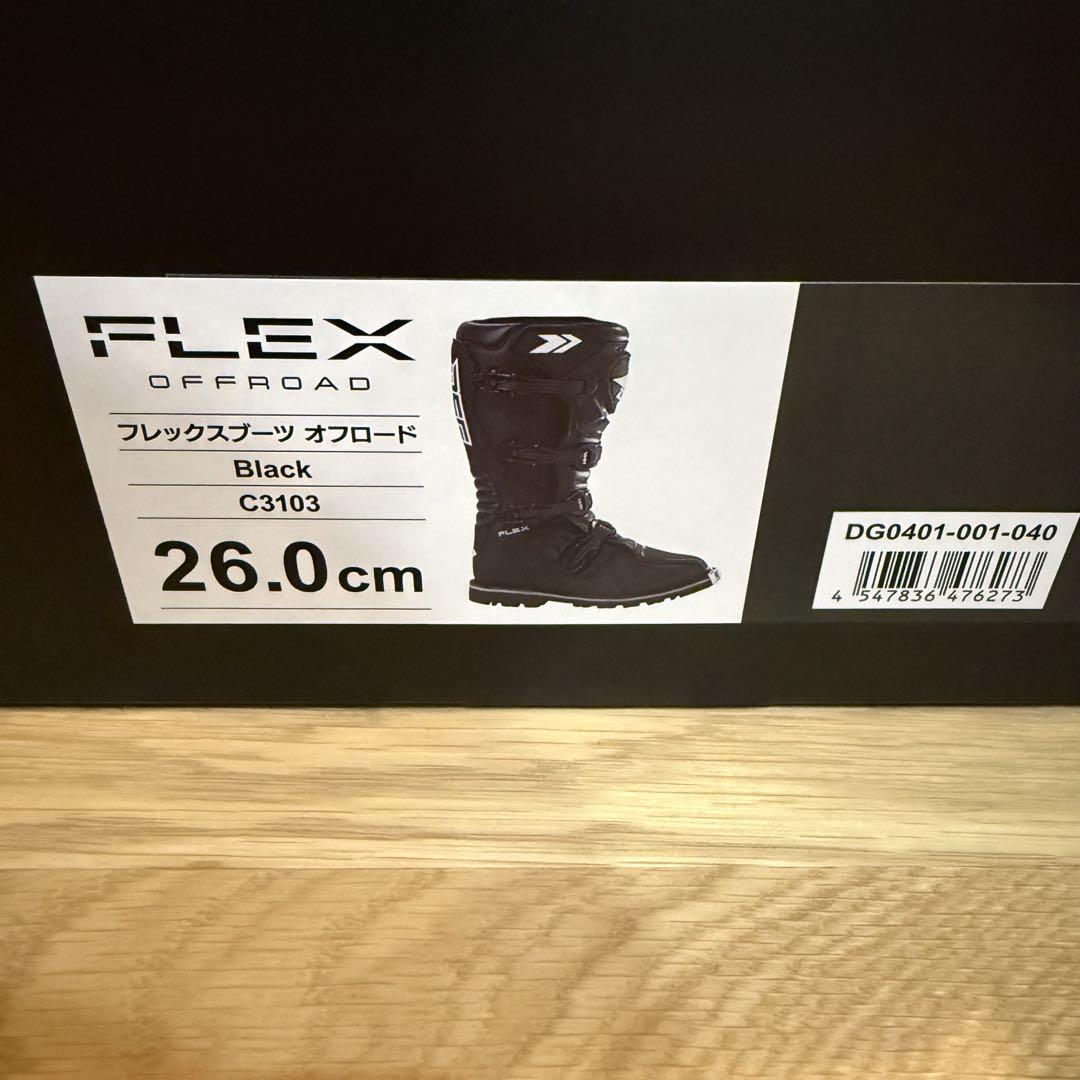 FLEX
OFFROAD
フレックスブーツ オフロード
Black
C3103
26.0cm
FLEX
DG0401-001-040
4 547836 476273